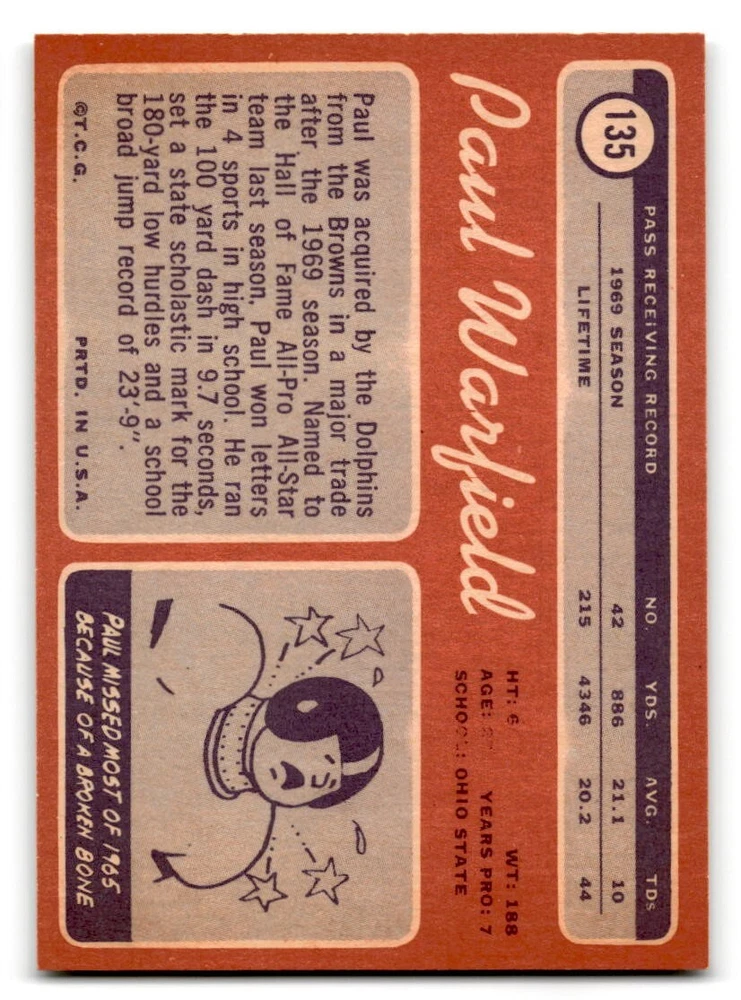 135
PASS RECEIVING RECORD NO. YDS. AVG. TDs
1969 SEASON 42 886 21.1 10
LIFETIME 215 4346 20.2 44
Paul Warfield
HT: 6 WT: 188
AGE: YEARS PRO: 7
SCHOOL: OHIO STATE
Paul was acquired by the Dolphins
from the Browns in a major trade
after the 1969 season. Named to
the Hall of Fame All-Pro All-Star
team last season, Paul won letters
in 4 sports in high school. He ran
the 100 yard dash in 9.7 seconds,
set a state scholastic mark for the
180-yard low hurdles and a school
broad jump record of 23'-9".
©T.C.G. PRTD. IN U.S.A.
PAUL MISSED MOST OF 1965
BECAUSE OF A BROKEN BONE